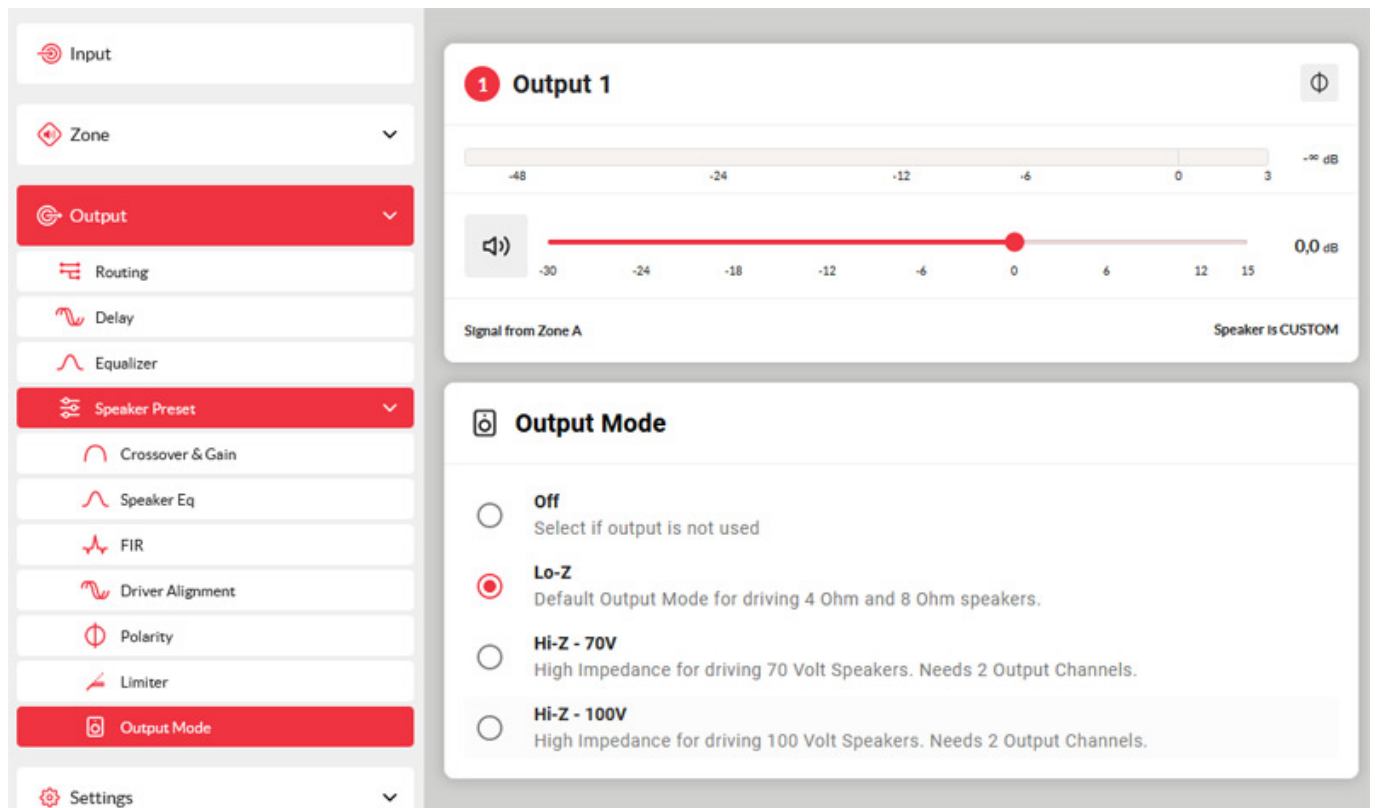 Input
Zone
Output
Routing
Delay
Equalizer
Speaker Preset
Crossover & Gain
Speaker Eq
FIR
Driver Alignment
Polarity
Limiter
Output Mode
Settings
1 Output 1
-∞ dB
-48 -24 -12 -6 0 3
0,0 dB
-30 -24 -18 -12 -6 0 6 12 15
Signal from Zone A Speaker is CUSTOM
Output Mode
Off
Select if output is not used
Lo-Z
Default Output Mode for driving 4 Ohm and 8 Ohm speakers.
Hi-Z - 70V
High Impedance for driving 70 Volt Speakers. Needs 2 Output Channels.
Hi-Z - 100V
High Impedance for driving 100 Volt Speakers. Needs 2 Output Channels.